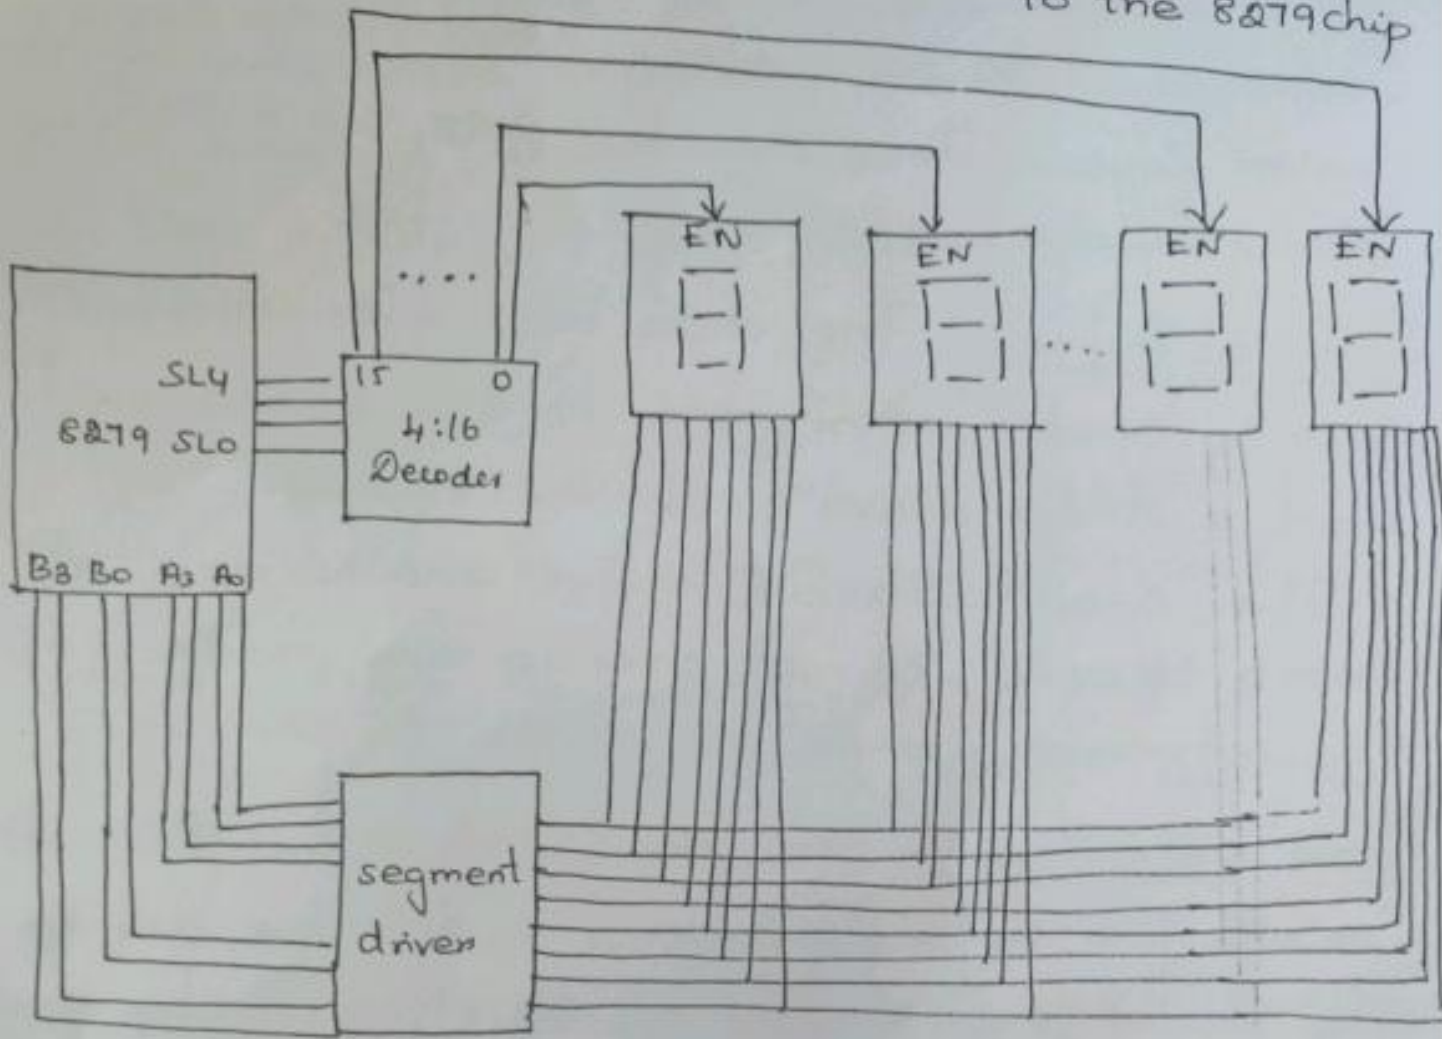 to the 8279chip
EN
EN
EN
EN
SL4
8279 SL0
15 0
4:16
Decoder
B3 B0 A3 A0
segment
driver